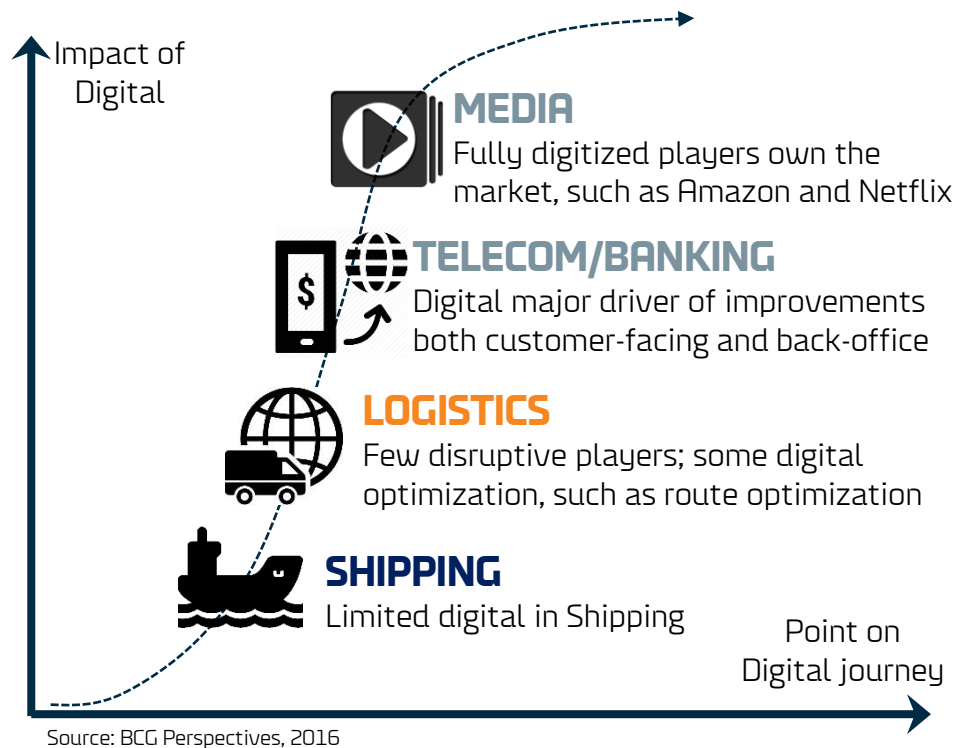 Impact of
Digital
MEDIA
Fully digitized players own the
market, such as Amazon and Netflix
$
TELECOM/BANKING
Digital major driver of improvements
both customer-facing and back-office
LOGISTICS
Few disruptive players; some digital
optimization, such as route optimization
SHIPPING
Limited digital in Shipping
Point on
Digital journey
Source: BCG Perspectives, 2016